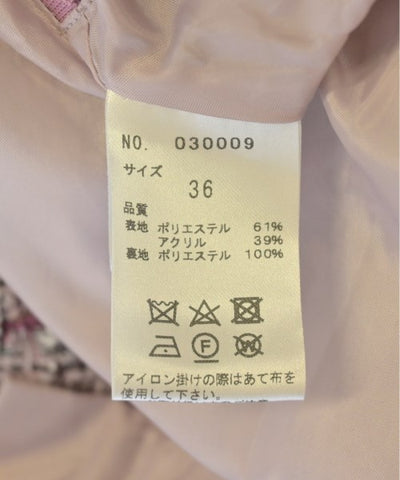 NO. 030009
サイズ
36
品質
表地 ポリエステル 61%
アクリル 39%
裏地 ポリエステル 100%
F
W
アイロン掛けの際はあて布を
使用して下さい。